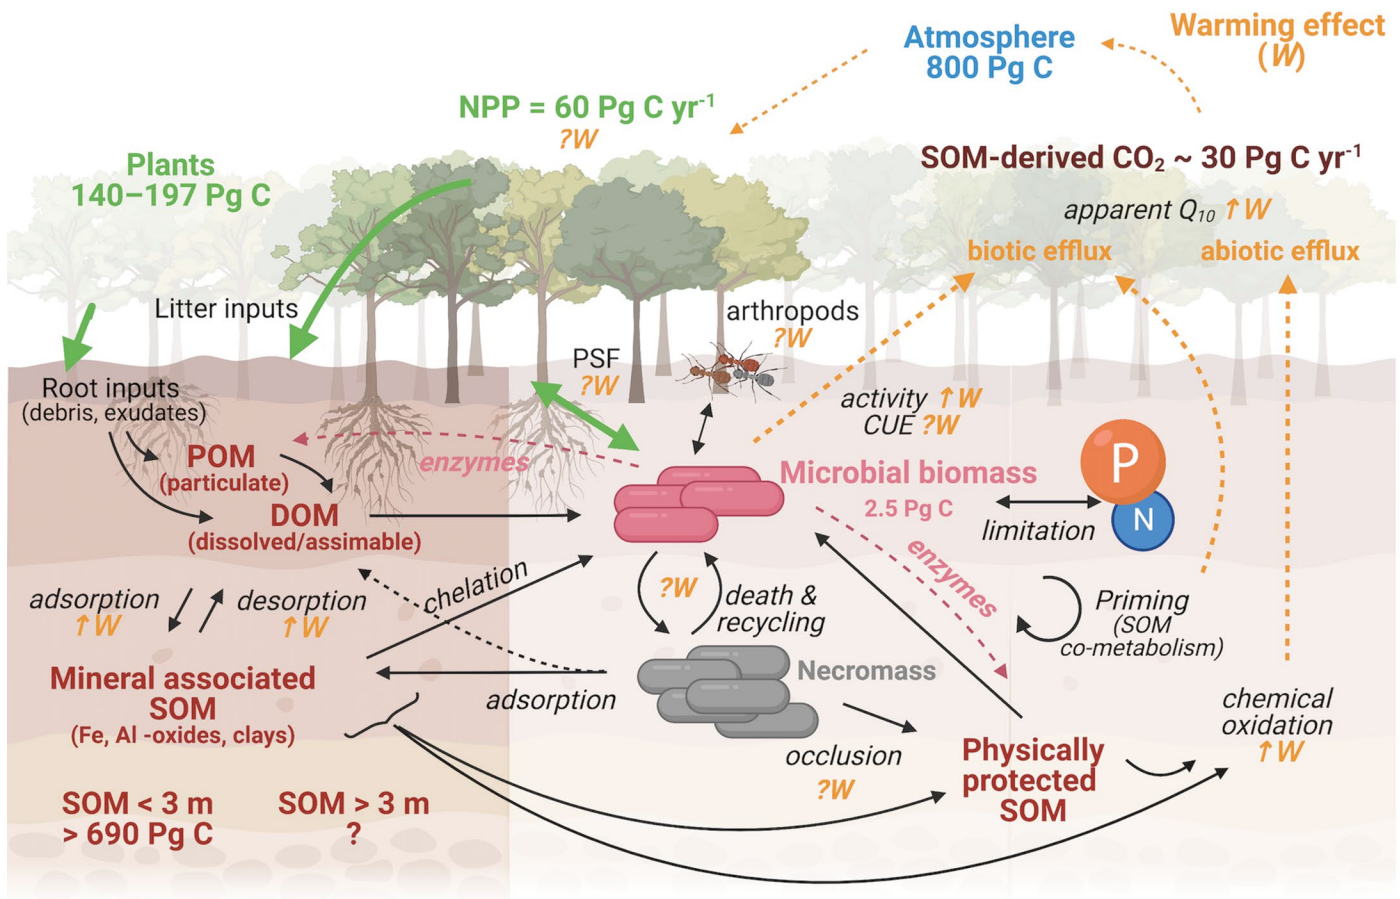 Warming effect
(W)
Atmosphere
800 Pg C
NPP = 60 Pg C yr⁻¹
?W
SOM-derived CO₂ ~ 30 Pg C yr⁻¹
Plants
140–197 Pg C
apparent Q₁₀ ↑W
biotic efflux
abiotic efflux
Litter inputs
arthropods
?W
PSF
?W
Root inputs
(debris, exudates)
activity ↑W
CUE ?W
POM
(particulate)
enzymes
Microbial biomass
2.5 Pg C
P
N
limitation
DOM
(dissolved/assimable)
enzymes
chelation
adsorption
↑W
desorption
↑W
?W
death &
recycling
Priming
(SOM
co-metabolism)
Mineral associated
SOM
(Fe, Al -oxides, clays)
adsorption
Necromass
chemical
oxidation
↑W
occlusion
?W
Physically
protected
SOM
SOM < 3 m
> 690 Pg C
SOM > 3 m
?